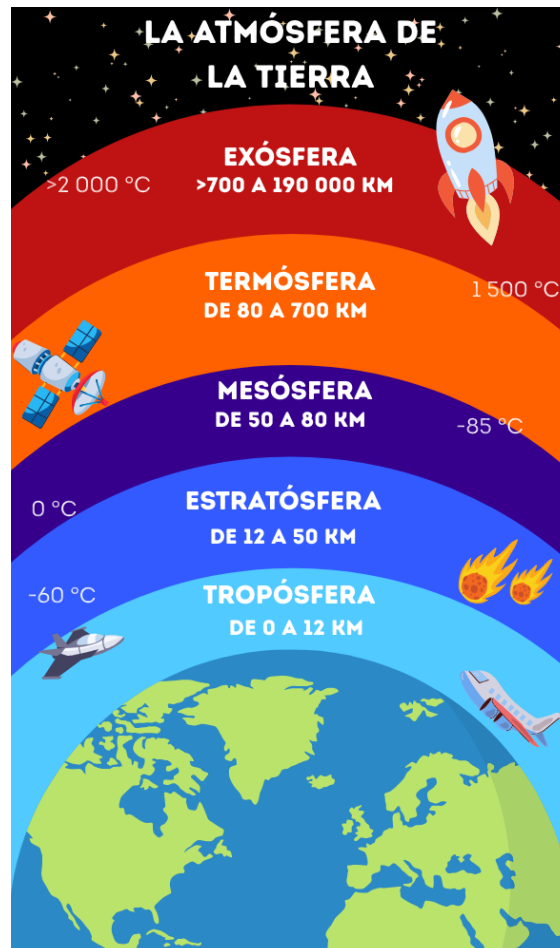 LA ATMÓSFERA DE
LA TIERRA
EXÓSFERA
>2 000 °C
>700 A 190 000 KM
TERMÓSFERA
1 500 °C
DE 80 A 700 KM
MESÓSFERA
DE 50 A 80 KM
-85 °C
ESTRATÓSFERA
0 °C
DE 12 A 50 KM
-60 °C
TROPÓSFERA
DE 0 A 12 KM